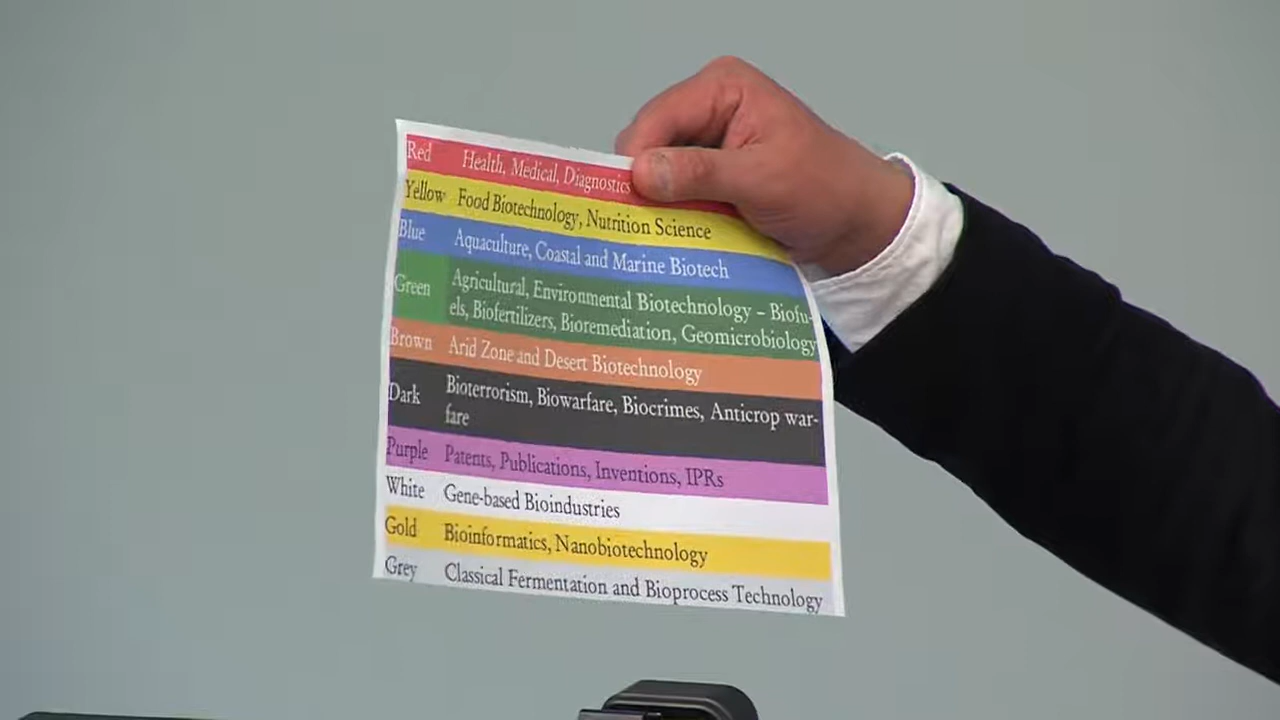 Red Health, Medical, Diagnostics
Yellow Food Biotechnology, Nutrition Science
Blue Aquaculture, Coastal and Marine Biotech
Green Agricultural, Environmental Biotechnology – Biofu-
els, Biofertilizers, Bioremediation, Geomicrobiology
Brown Arid Zone and Desert Biotechnology
Dark Bioterrorism, Biowarfare, Biocrimes, Anticrop war-
fare
Purple Patents, Publications, Inventions, IPRs
White Gene-based Bioindustries
Gold Bioinformatics, Nanobiotechnology
Grey Classical Fermentation and Bioprocess Technology